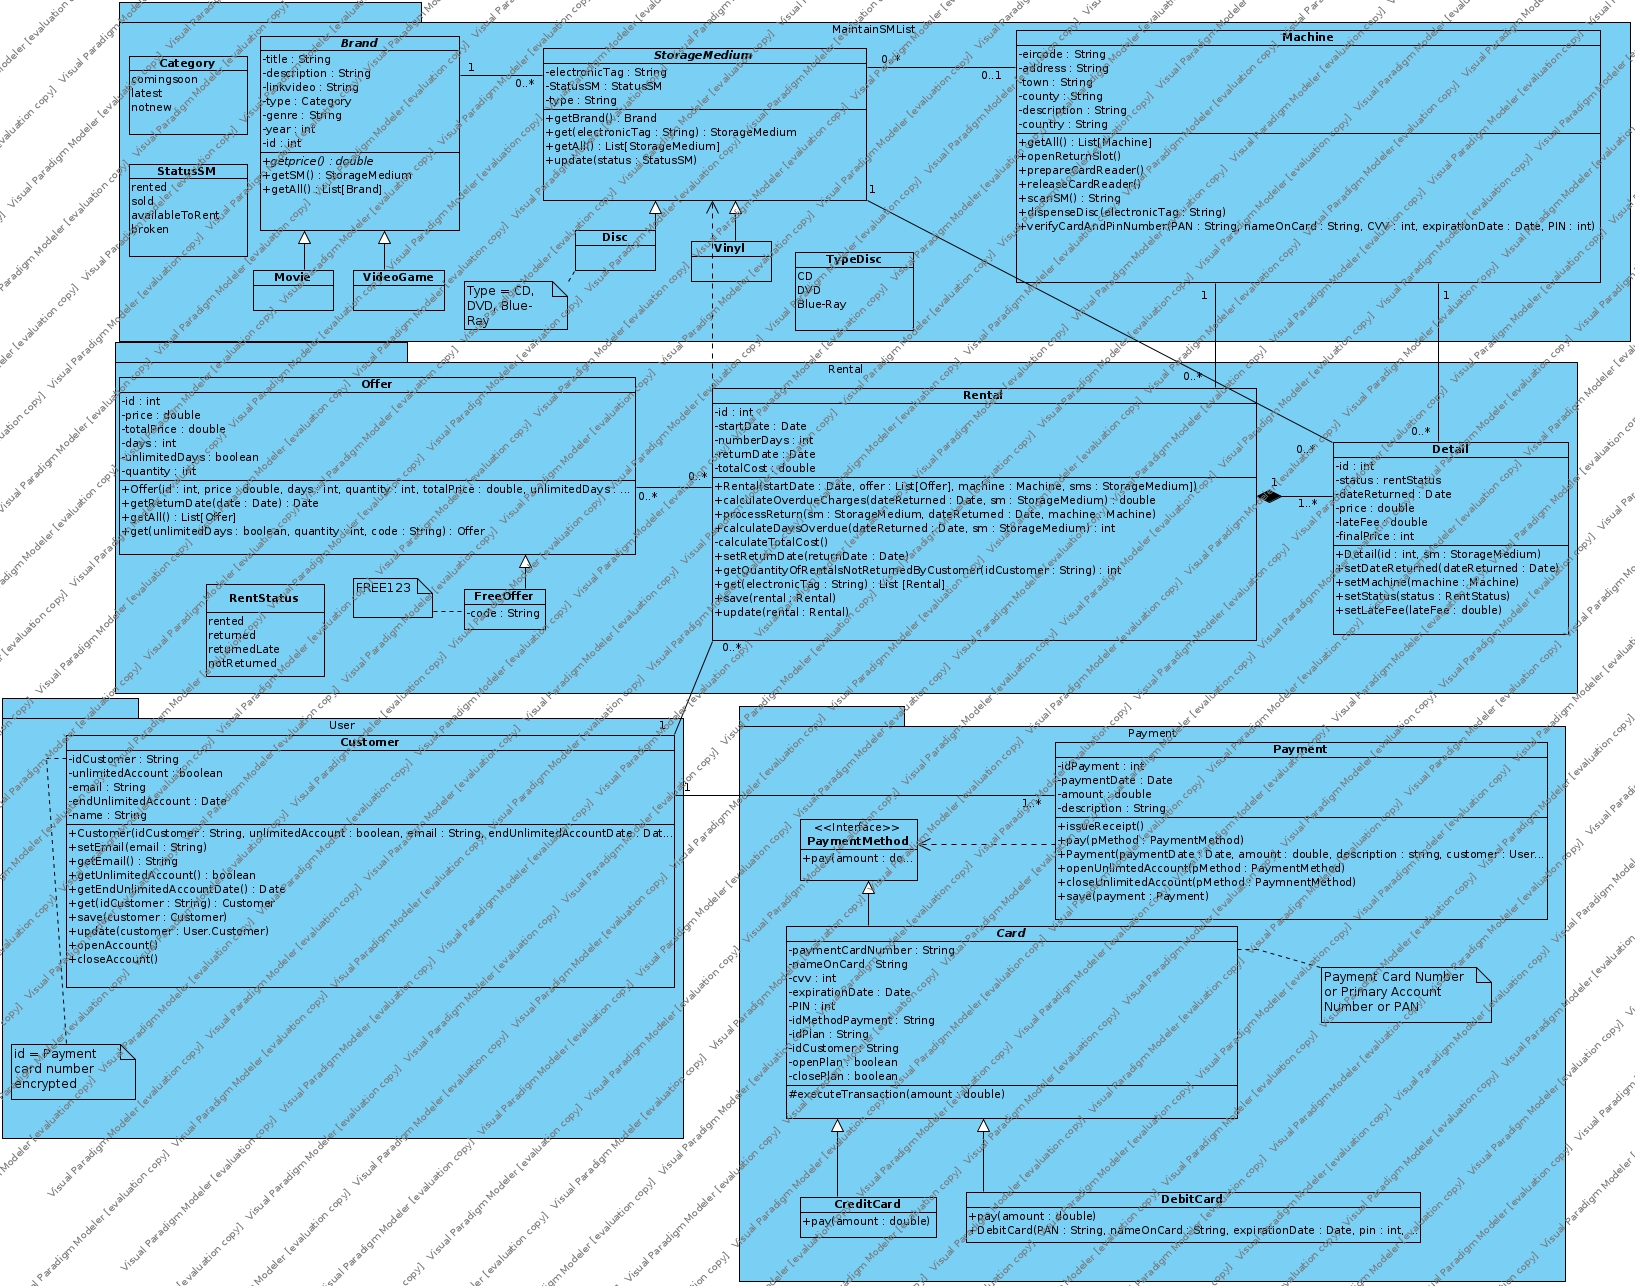 MaintainSMList
Category
comingsoon
latest
notnew
StatusSM
rented
sold
availableToRent
broken
Brand
-title : String
-description : String
-linkvideo : String
-type : Category
-genre : String
-year : int
-id : int
+getprice() : double
+getSM() : StorageMedium
+getAll() : List[Brand]
1
0..*
StorageMedium
-electronicTag : String
-StatusSM : StatusSM
-type : String
+getBrand() : Brand
+get(electronicTag : String) : StorageMedium
+getAll() : List[StorageMedium]
+update(status : StatusSM)
0..*
0..1
1
Machine
-eircode : String
-address : String
-town : String
-county : String
-description : String
-country : String
+getAll() : List[Machine]
+openReturnSlot()
+prepareCardReader()
+releaseCardReader()
+scanSM() : String
+dispenseDisc(electronicTag : String)
+verifyCardAndPinNumber(PAN : String, nameOnCard : String, CVV : int, expirationDate : Date, PIN : int)
Movie
VideoGame
Disc
Type = CD,
DVD, Blue-
Ray
Vinyl
TypeDisc
CD
DVD
Blue-Ray
1
1
Rental
0..*
0..*
0..*
Offer
-id : int
-price : double
-totalPrice : double
-days : int
-unlimitedDays : boolean
-quantity : int
+Offer(id : int, price : double, days : int, quantity : int, totalPrice : double, unlimitedDays : ...
+getReturnDate(date : Date) : Date
+getAll() : List[Offer]
+get(unlimitedDays : boolean, quantity : int, code : String) : Offer
0..*
0..*
RentStatus
rented
returned
returnedLate
notReturned
FREE123
FreeOffer
-code : String
Rental
-id : int
-startDate : Date
-numberDays : int
-returnDate : Date
-totalCost : double
+Rental(startDate : Date, offer : List[Offer], machine : Machine, sms : StorageMedium])
+calculateOverdueCharges(dateReturned : Date, sm : StorageMedium) : double
+processReturn(sm : StorageMedium, dateReturned : Date, machine : Machine)
+calculateDaysOverdue(dateReturned : Date, sm : StorageMedium) : int
-calculateTotalCost()
+setReturnDate(returnDate : Date)
+getQuantityOfRentalsNotReturnedByCustomer(idCustomer : String) : int
+get(electronicTag : String) : List [Rental]
+save(rental : Rental)
+update(rental : Rental)
0..*
1
1..*
Detail
-id : int
-status : rentStatus
-dateReturned : Date
-price : double
-lateFee : double
-finalPrice : int
+Detail(id : int, sm : StorageMedium)
+setDateReturned(dateReturned : Date)
+setMachine(machine : Machine)
+setStatus(status : RentStatus)
+setLateFee(lateFee : double)
User
1
Customer
-idCustomer : String
-unlimitedAccount : boolean
-email : String
-endUnlimitedAccount : Date
-name : String
+Customer(idCustomer : String, unlimitedAccount : boolean, email : String, endUnlimitedAccountDate : Dat...
+setEmail(email : String)
+getEmail() : String
+getUnlimitedAccount() : boolean
+getEndUnlimitedAccountDate() : Date
+get(idCustomer : String) : Customer
+save(customer : Customer)
+update(customer : User.Customer)
+openAccount()
+closeAccount()
id = Payment
card number
encrypted
1
1..*
Payment
Payment
-idPayment : int
-paymentDate : Date
-amount : double
-description : String
+issueReceipt()
+pay(pMethod : PaymentMethod)
+Payment(paymentDate : Date, amount : double, description : string, customer : User...
+openUnlimtedAccount(pMethod : PaymentMethod)
+closeUnlimitedAccount(pMethod : PaymnentMethod)
+save(payment : Payment)
<<Interface>>
PaymentMethod
+pay(amount : do...
Card
-paymentCardNumber : String
-nameOnCard : String
-cvv : int
-expirationDate : Date
-PIN : int
-idMethodPayment : String
-idPlan : String
-idCustomer : String
-openPlan : boolean
-closePlan : boolean
#executeTransaction(amount : double)
Payment Card Number
or Primary Account
Number or PAN
CreditCard
+pay(amount : double)
DebitCard
+pay(amount : double)
+DebitCard(PAN : String, nameOnCard : String, expirationDate : Date, pin : int, ...
Visual Paradigm Modeler [evaluation copy]